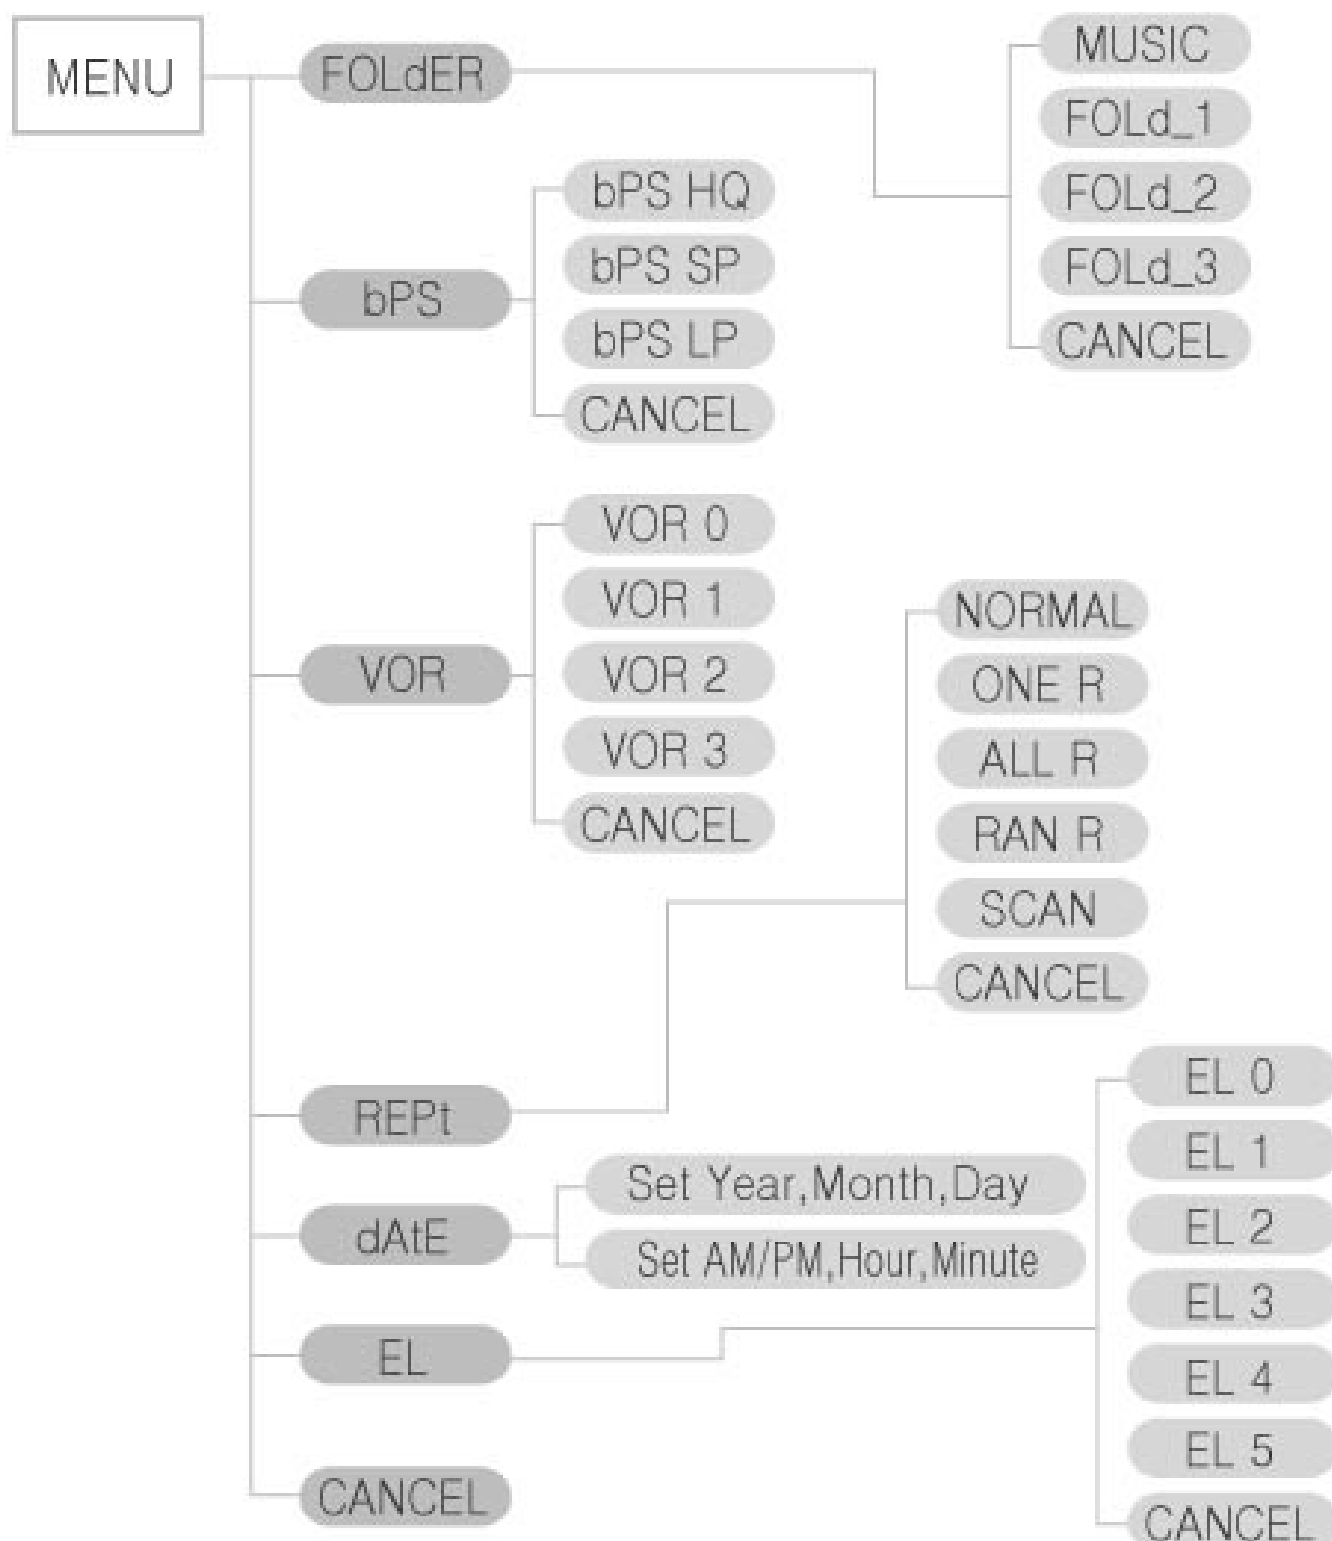 MENU
FOLdER
MUSIC
FOLd_1
FOLd_2
FOLd_3
CANCEL
bPS
bPS HQ
bPS SP
bPS LP
CANCEL
VOR
VOR 0
VOR 1
VOR 2
VOR 3
CANCEL
REPt
NORMAL
ONE R
ALL R
RAN R
SCAN
CANCEL
dAtE
Set Year,Month,Day
Set AM/PM,Hour,Minute
EL
EL 0
EL 1
EL 2
EL 3
EL 4
EL 5
CANCEL
CANCEL